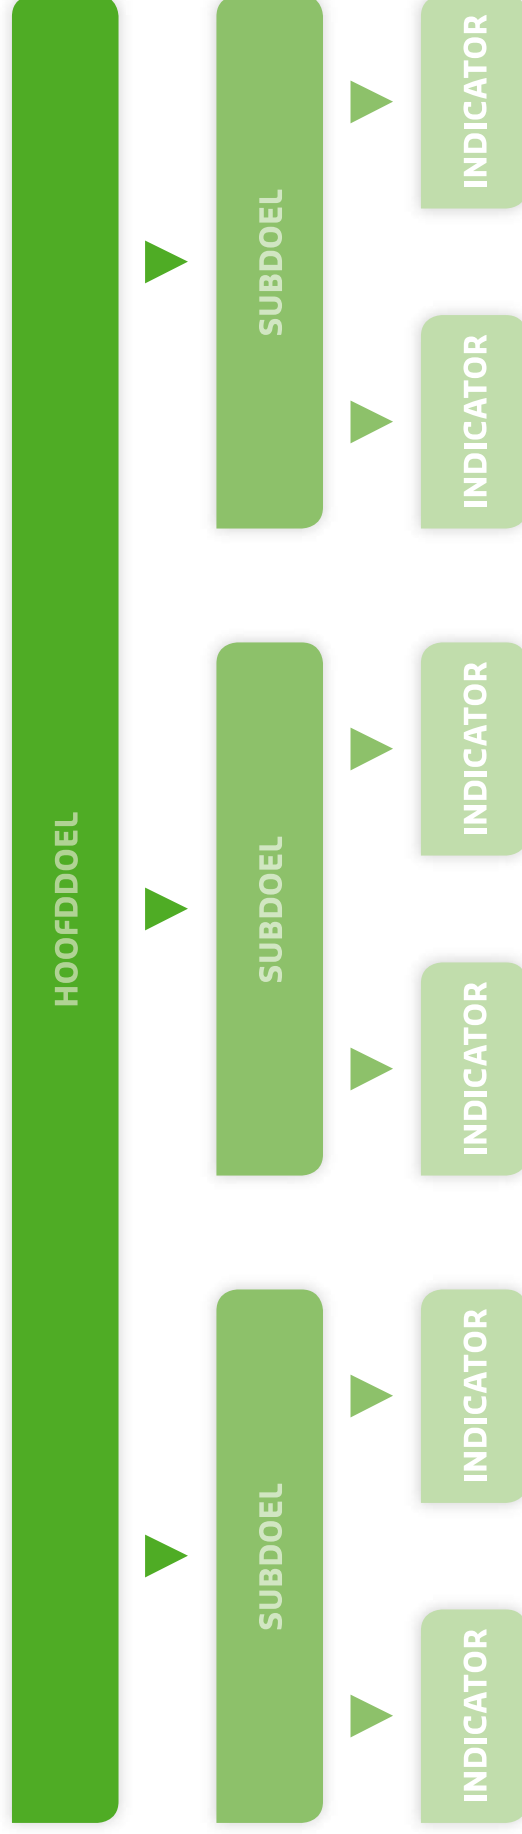 HOOFDDOEL
SUBDOEL
SUBDOEL
SUBDOEL
INDICATOR
INDICATOR
INDICATOR
INDICATOR
INDICATOR
INDICATOR